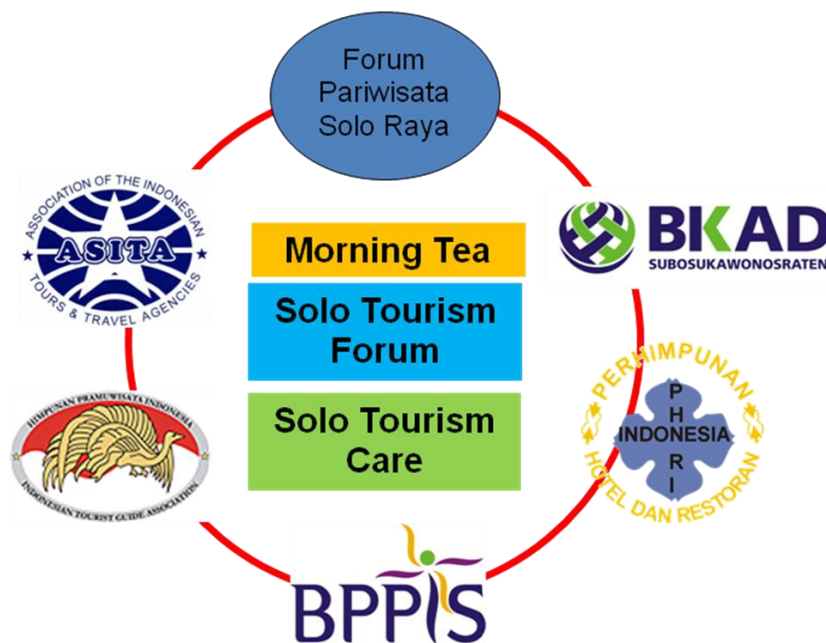 Forum
Pariwisata
Solo Raya
ASSOCIATION OF THE INDONESIAN
ASITA
TOURS & TRAVEL AGENCIES
BKAD
SUBOSUKAWONOSRATEN
Morning Tea
Solo Tourism
Forum
Solo Tourism
Care
PERHIMPUNAN
PHRI
INDONESIA
HOTEL DAN RESTORAN
HIMPUNAN PRAMUWISATA INDONESIA
INDONESIAN TOURIST GUIDE ASSOCIATION
BPPIS